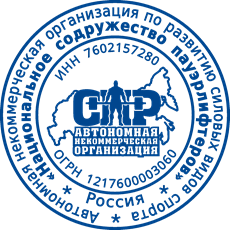 Автономная некоммерческая организация по развитию силовых видов спорта
«Национальное содружество пауэрлифтеров»
ИНН 7602157280
СПР
АВТОНОМНАЯ
НЕКОММЕРЧЕСКАЯ
ОРГАНИЗАЦИЯ
ОГРН 1217600003060
Россия